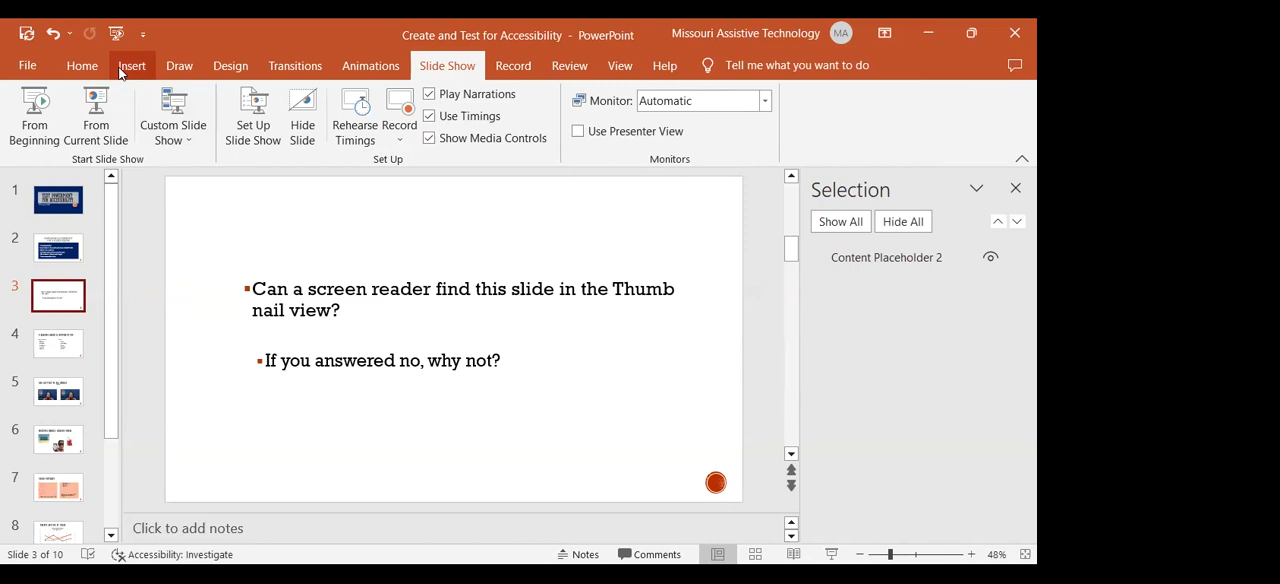 Create and Test for Accessibility - PowerPoint
Missouri Assistive Technology
MA
File
Home
Insert
Draw
Design
Transitions
Animations
Slide Show
Record
Review
View
Help
Tell me what you want to do
From Beginning
From Current Slide
Custom Slide Show
Start Slide Show
Set Up Slide Show
Hide Slide
Rehearse Timings
Record
Play Narrations
Use Timings
Show Media Controls
Set Up
Monitor:
Automatic
Use Presenter View
Monitors
1
2
3
4
5
6
7
8
Can a screen reader find this slide in the Thumb
nail view?
If you answered no, why not?
Click to add notes
Selection
Show All
Hide All
Content Placeholder 2
Slide 3 of 10
Accessibility: Investigate
Notes
Comments
48%